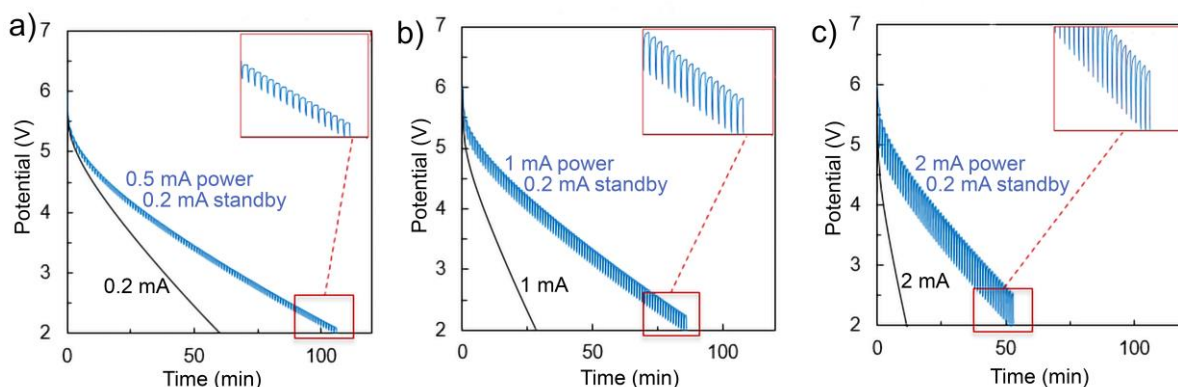 a)
7
6
5
4
3
2
Potential (V)
0.5 mA power
0.2 mA standby
0.2 mA
0
50
100
Time (min)
b)
7
6
5
4
3
2
Potential (V)
1 mA power
0.2 mA standby
1 mA
0
50
100
Time (min)
c)
7
6
5
4
3
2
Potential (V)
2 mA power
0.2 mA standby
2 mA
0
50
100
Time (min)